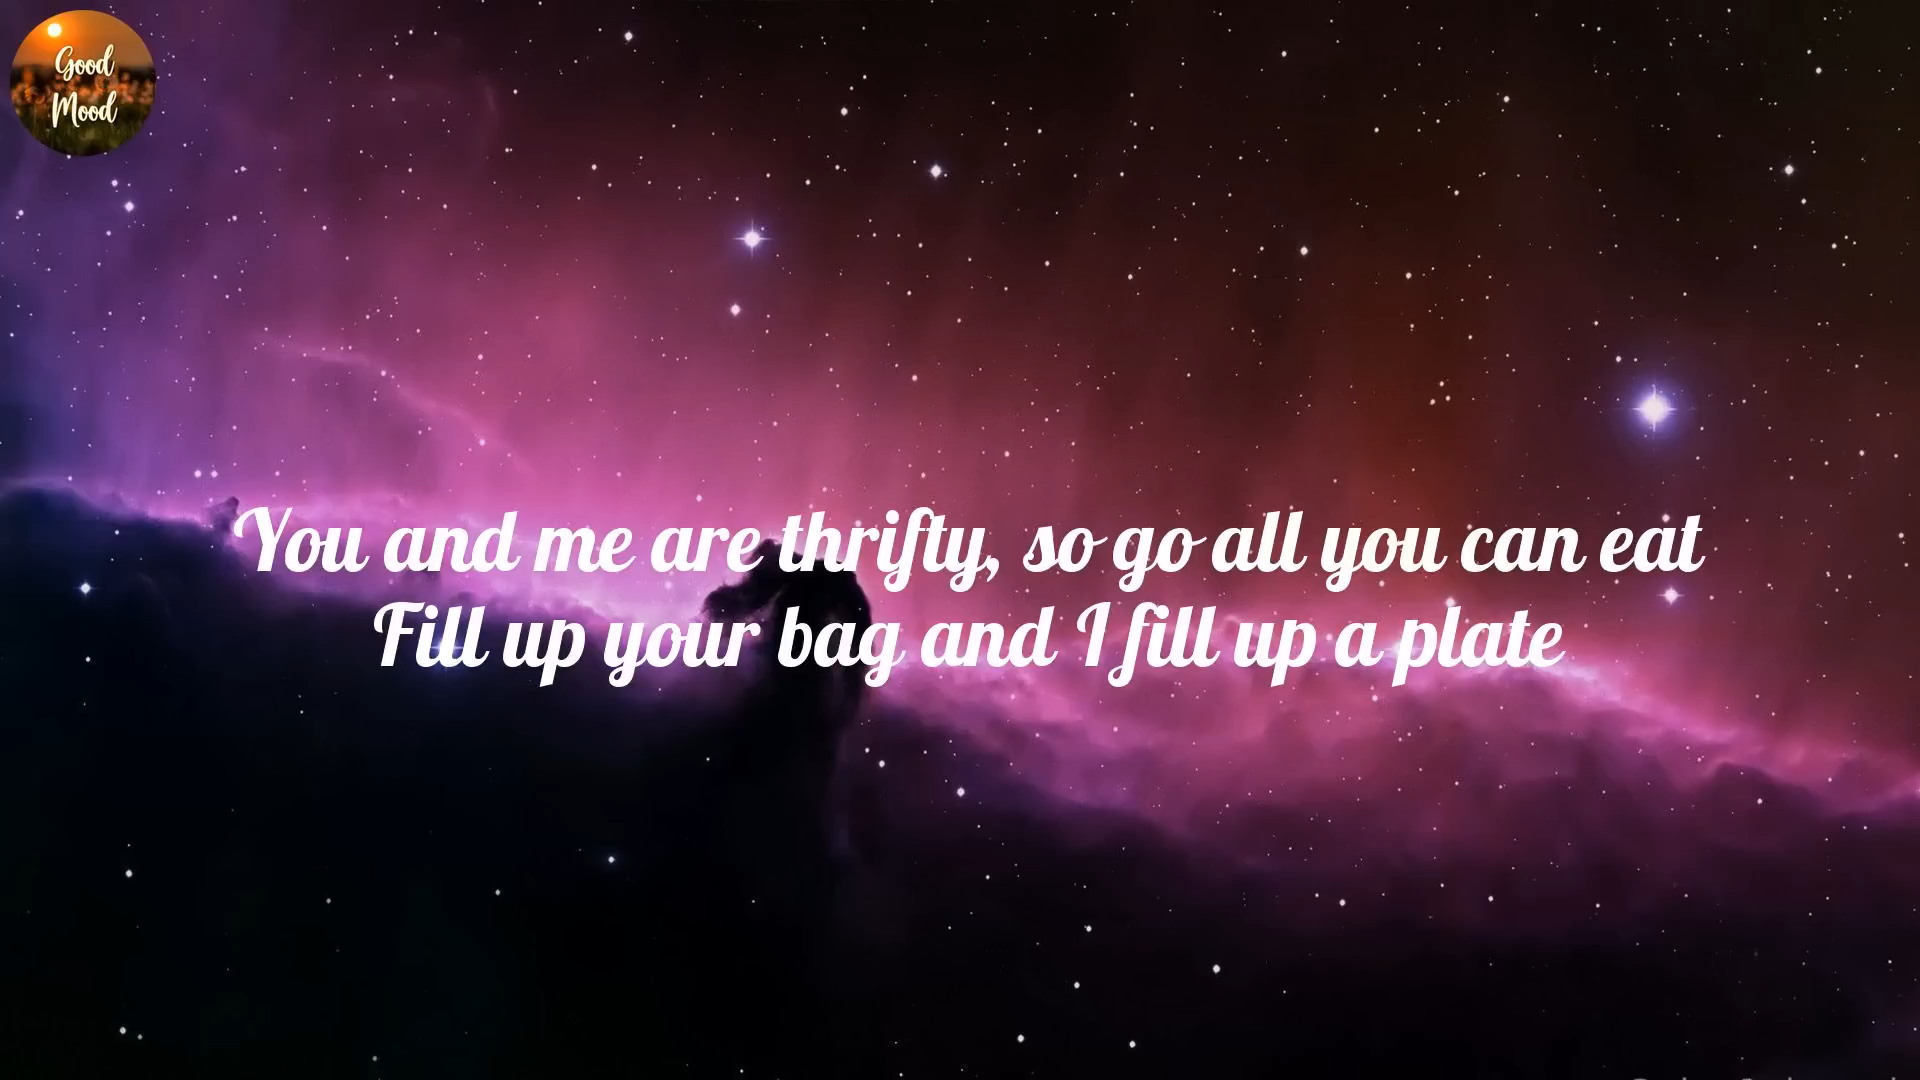 Good
Mood
You and me are thrifty, so go all you can eat
Fill up your bag and I fill up a plate